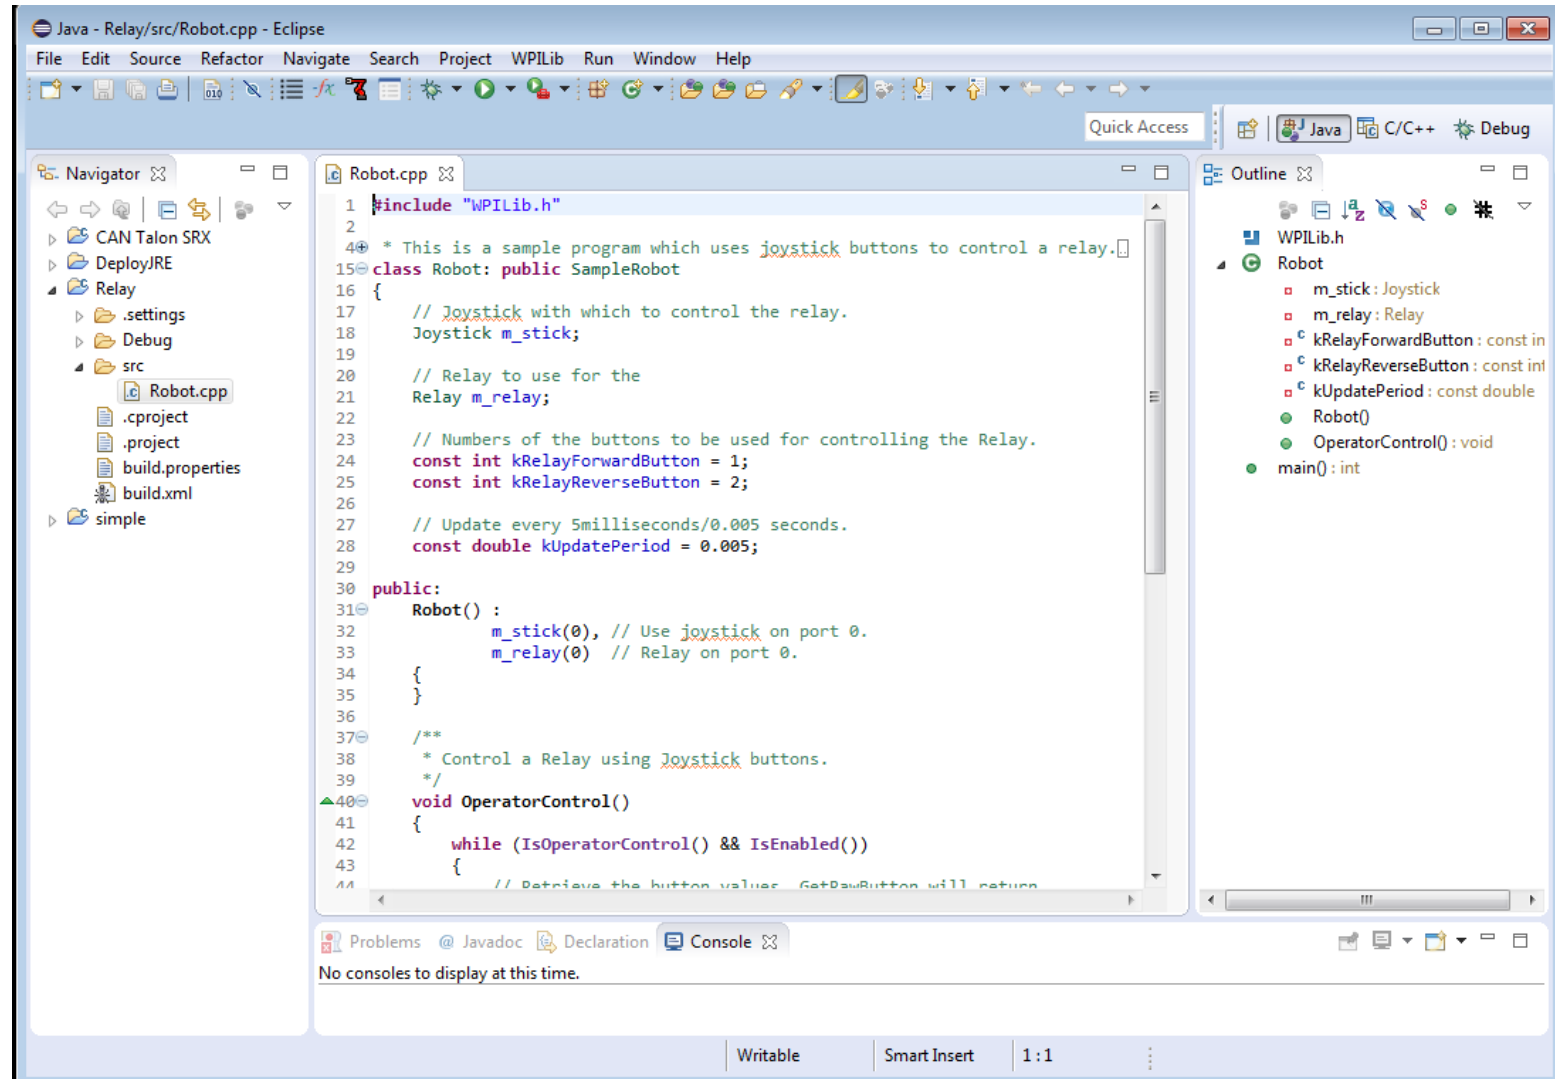 Java - Relay/src/Robot.cpp - Eclipse
File Edit Source Refactor Navigate Search Project WPILib Run Window Help
Quick Access Java C/C++ Debug
Navigator
CAN Talon SRX
DeployJRE
Relay
.settings
Debug
src
Robot.cpp
.cproject
.project
build.properties
build.xml
simple
Robot.cpp
1 #include "WPILib.h"
2
4 * This is a sample program which uses joystick buttons to control a relay.
15 class Robot: public SampleRobot
16 {
17 // Joystick with which to control the relay.
18 Joystick m_stick;
19
20 // Relay to use for the
21 Relay m_relay;
22
23 // Numbers of the buttons to be used for controlling the Relay.
24 const int kRelayForwardButton = 1;
25 const int kRelayReverseButton = 2;
26
27 // Update every 5milliseconds/0.005 seconds.
28 const double kUpdatePeriod = 0.005;
29
30 public:
31 Robot() :
32 m_stick(0), // Use joystick on port 0.
33 m_relay(0) // Relay on port 0.
34 {
35 }
36
37 /**
38 * Control a Relay using Joystick buttons.
39 */
40 void OperatorControl()
41 {
42 while (IsOperatorControl() && IsEnabled())
43 {
44 // Retrieve the button values. GetRawButton will return
Outline
WPILib.h
Robot
m_stick : Joystick
m_relay : Relay
kRelayForwardButton : const in
kRelayReverseButton : const int
kUpdatePeriod : const double
Robot()
OperatorControl() : void
main() : int
Problems @ Javadoc Declaration Console
No consoles to display at this time.
Writable Smart Insert 1 : 1